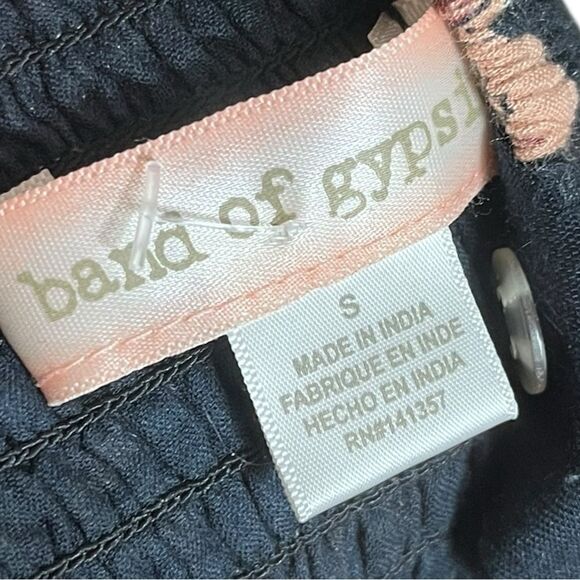 band of gypsi
S
MADE IN INDIA
FABRIQUE EN INDE
HECHO EN INDIA
RN#141357